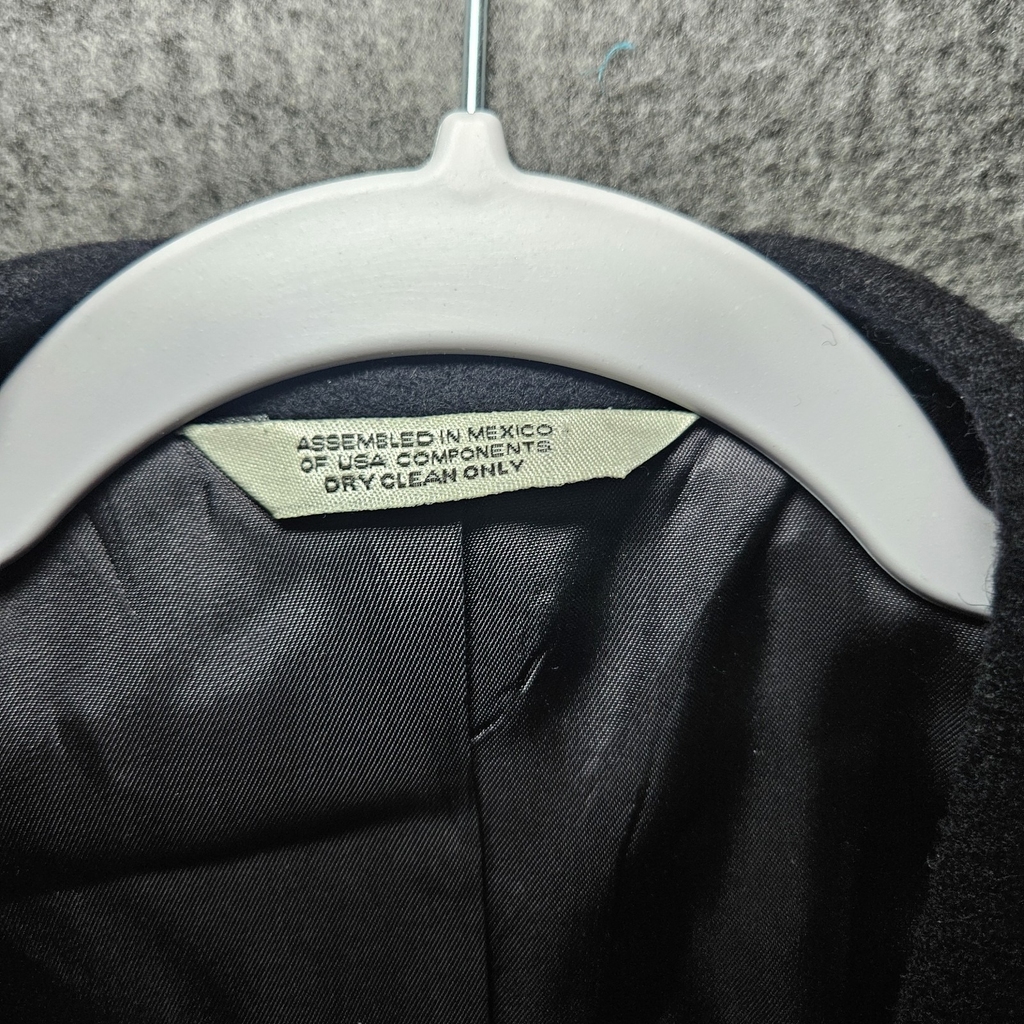 ASSEMBLED IN MEXICO
OF USA COMPONENTS
DRY CLEAN ONLY